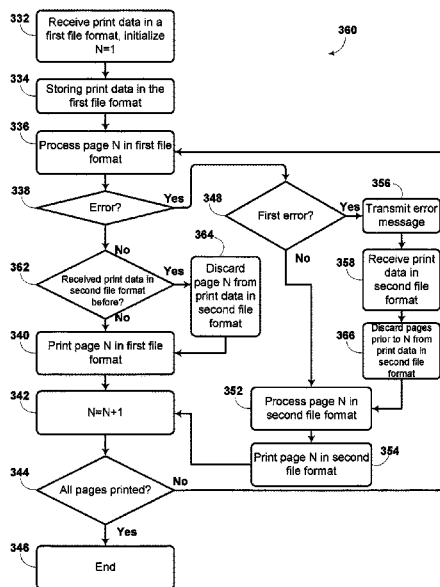 332
Receive print data in a
first file format, initialize
N=1
360
334
Storing print data in the
first file format
336
Process page N in first file
format
338
Error?
Yes
No
348
First error?
Yes
No
356
Transmit error
message
358
Receive print
data in
second file
format
366
Discard pages
prior to N from
print data in
second file format
362
Received print data in
second file format
before?
Yes
No
364
Discard
page N from
print data in
second file
format
340
Print page N in first file
format
352
Process page N in
second file format
342
N=N+1
354
Print page N in second
file format
344
All pages printed?
No
Yes
346
End